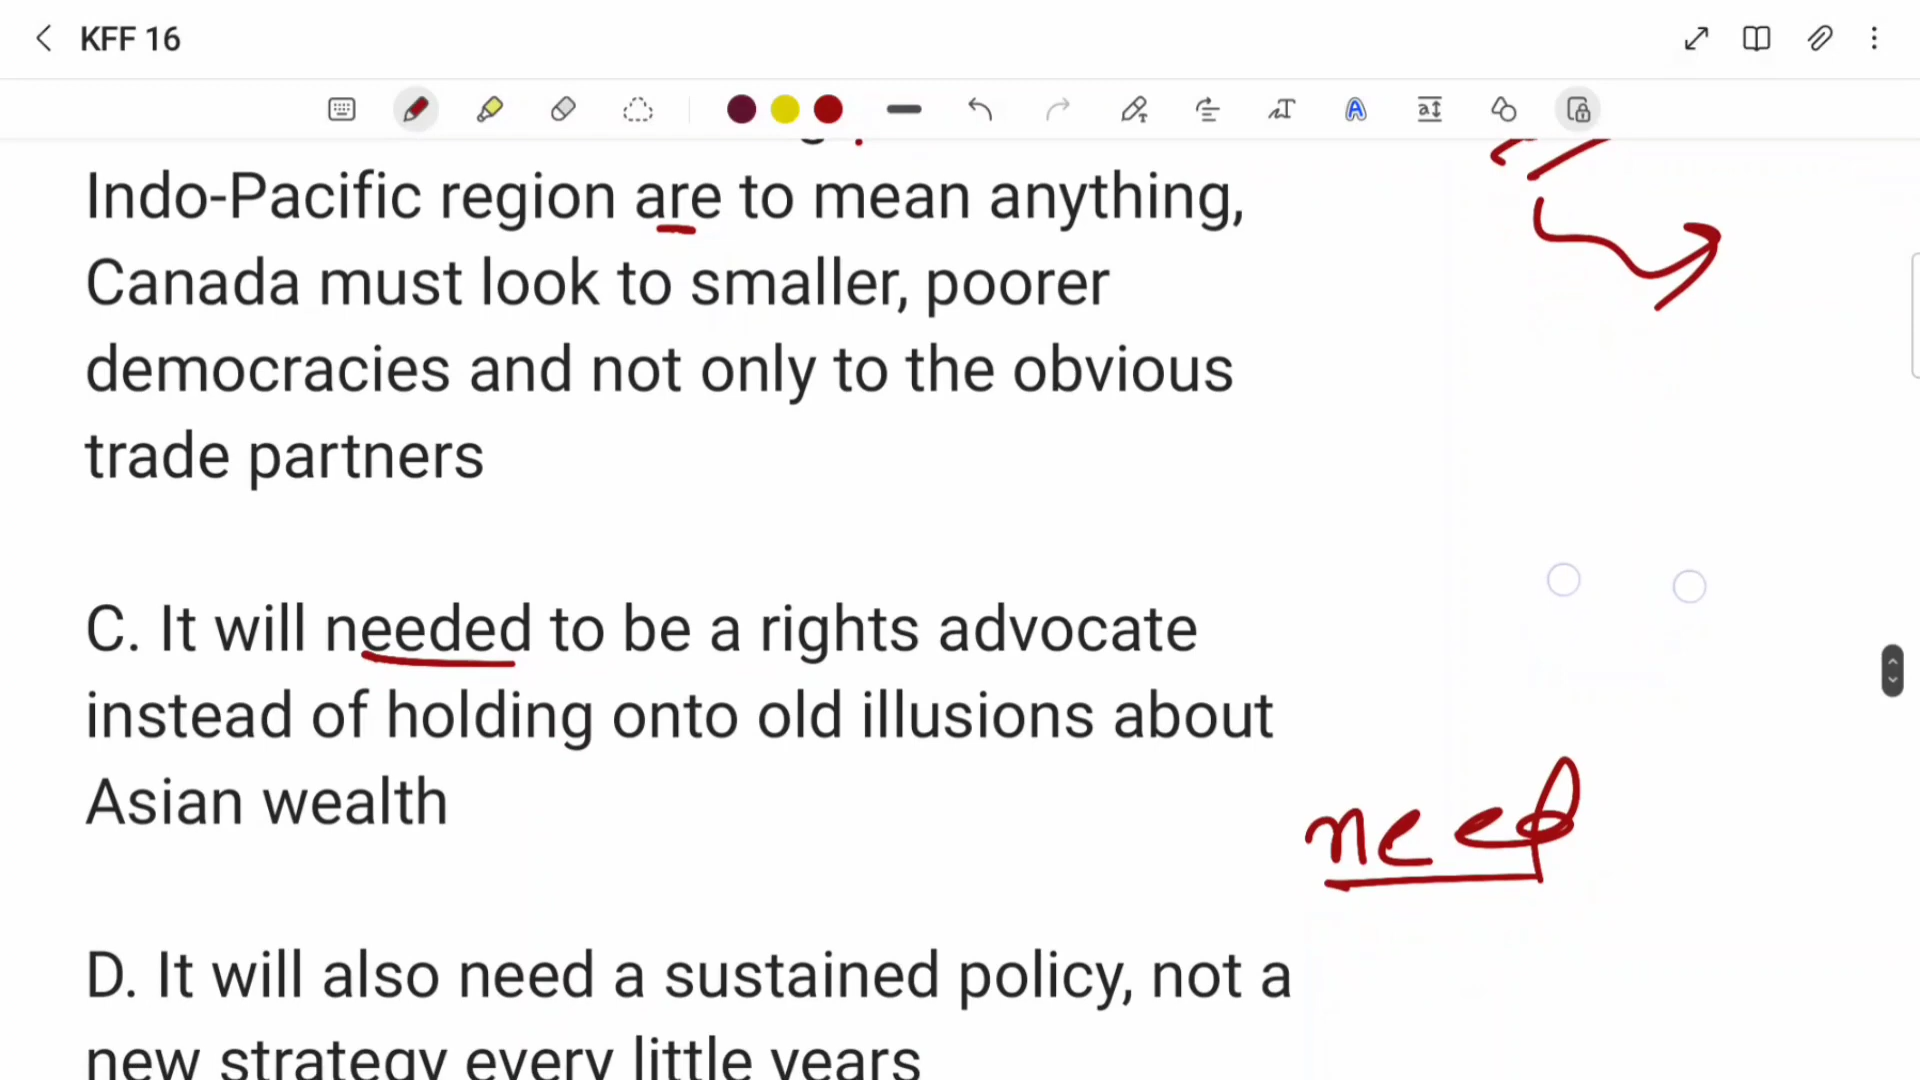 KFF 16
Indo-Pacific region are to mean anything,
Canada must look to smaller, poorer
democracies and not only to the obvious
trade partners
C. It will needed to be a rights advocate
instead of holding onto old illusions about
Asian wealth
need
D. It will also need a sustained policy, not a
new strategy every little years